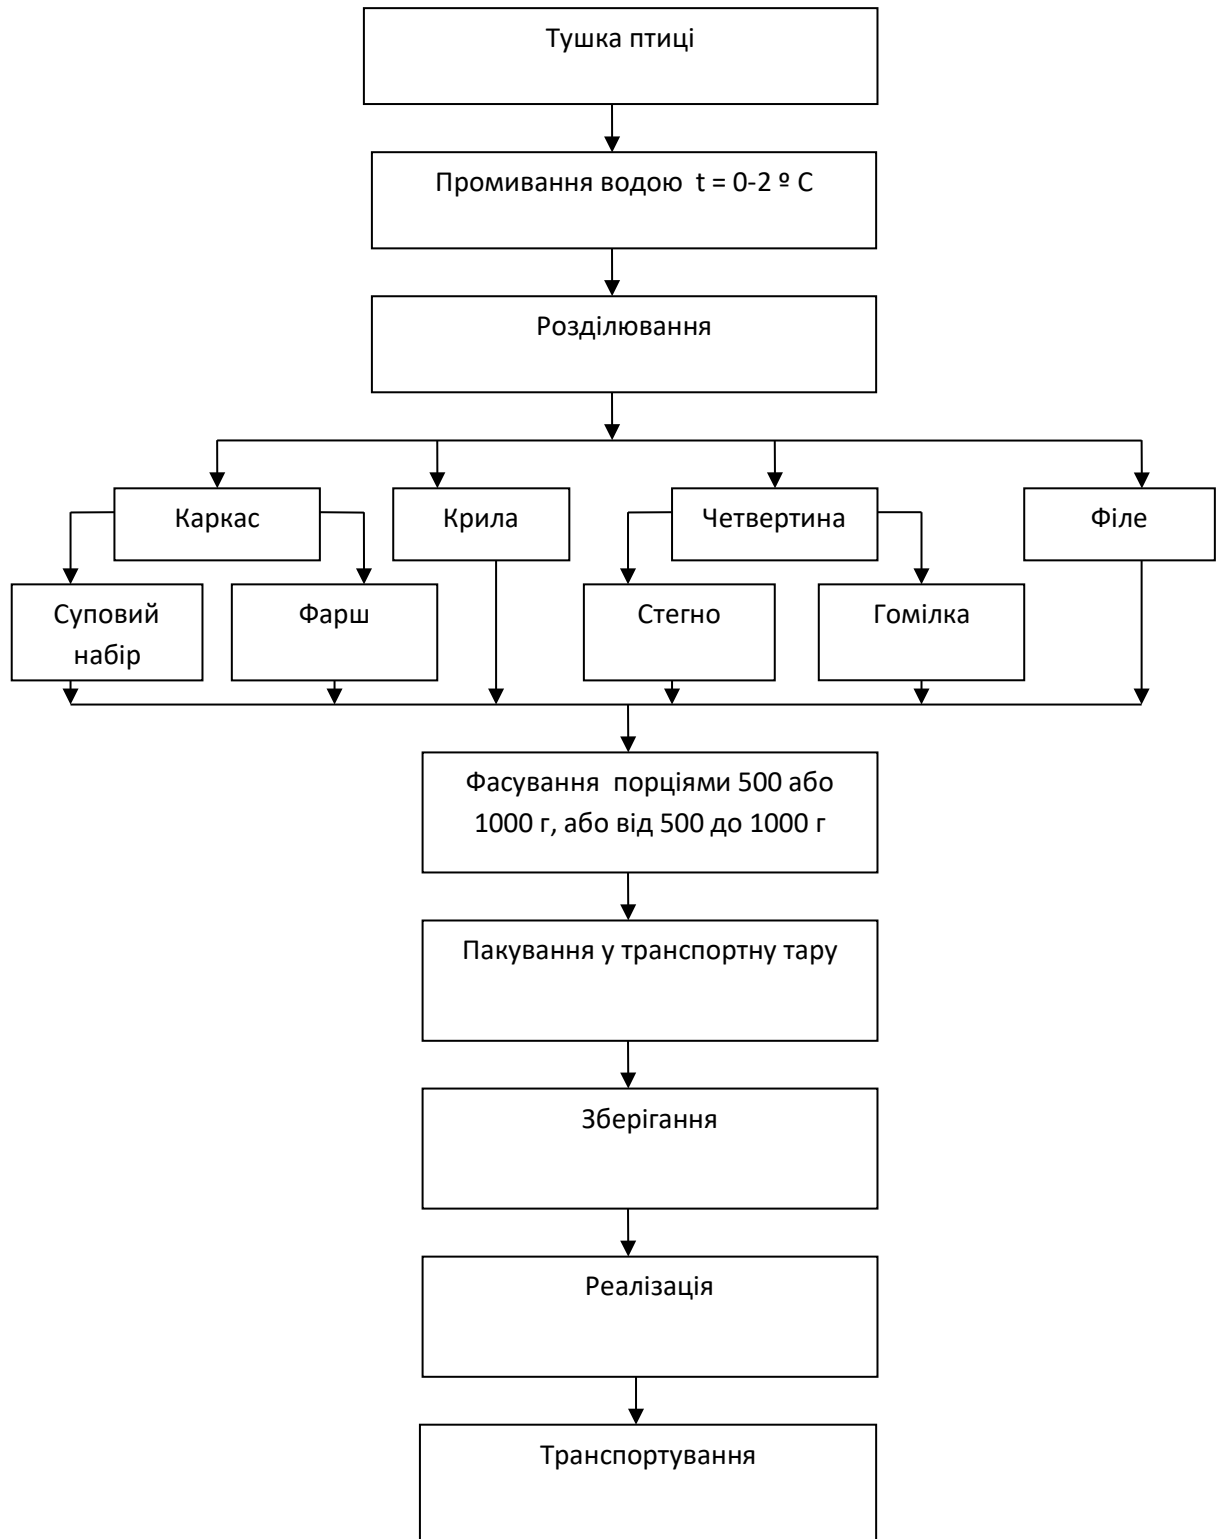 Тушка птиці
Промивання водою  t = 0-2 º С
Розділювання
Каркас
Крила
Четвертина
Філе
Суповий
набір
Фарш
Стегно
Гомілка
Фасування  порціями 500 або
1000 г, або від 500 до 1000 г
Пакування у транспортну тару
Зберігання
Реалізація
Транспортування